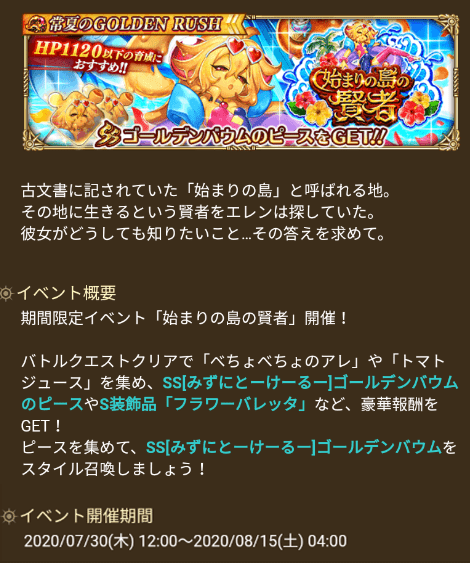 常夏のGOLDEN RUSH
HP1120以下の育成に
おすすめ!!
始まりの島の
賢者
SS ゴールデンバウムのピースをGET!!
古文書に記されていた「始まりの島」と呼ばれる地。
その地に生きるという賢者をエレンは探していた。
彼女がどうしても知りたいこと…その答えを求めて。
イベント概要
期間限定イベント「始まりの島の賢者」開催！
バトルクエストクリアで「べちょべちょのアレ」や「トマト
ジュース」を集め、SS[みずにとーけーるー]ゴールデンバウム
のピースやS装飾品「フラワーバレッタ」など、豪華報酬を
GET！
ピースを集めて、SS[みずにとーけーるー]ゴールデンバウムを
スタイル召喚しましょう！
イベント開催期間
2020/07/30(木) 12:00～2020/08/15(土) 04:00